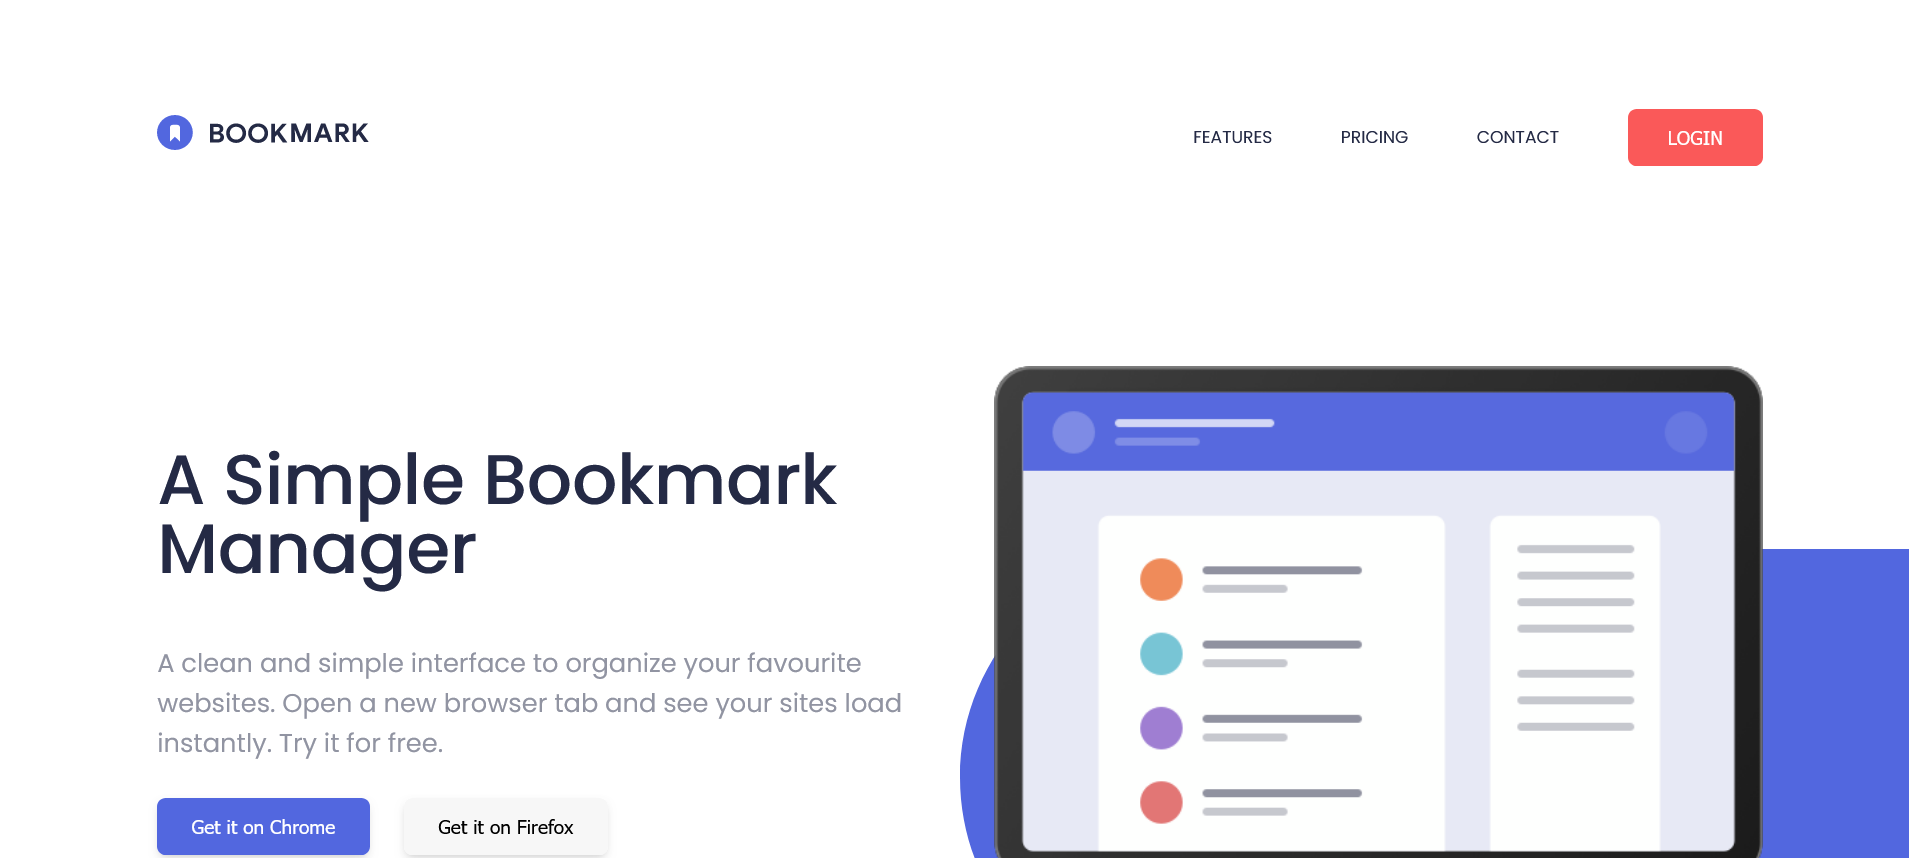 BOOKMARK
FEATURES PRICING CONTACT LOGIN
A Simple Bookmark
Manager
A clean and simple interface to organize your favourite
websites. Open a new browser tab and see your sites load
instantly. Try it for free.
Get it on Chrome Get it on Firefox